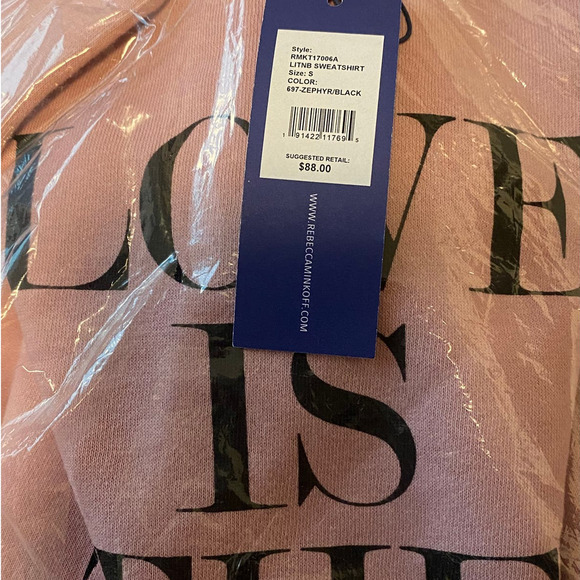 Style:
RMKT17006A
LITNB SWEATSHIRT
Size: S
COLOR:
697-ZEPHYR/BLACK
1 91422 11769 5
SUGGESTED RETAIL:
$88.00
WWW.REBECCAMINKOFF.COM
LOVE
IS
THE